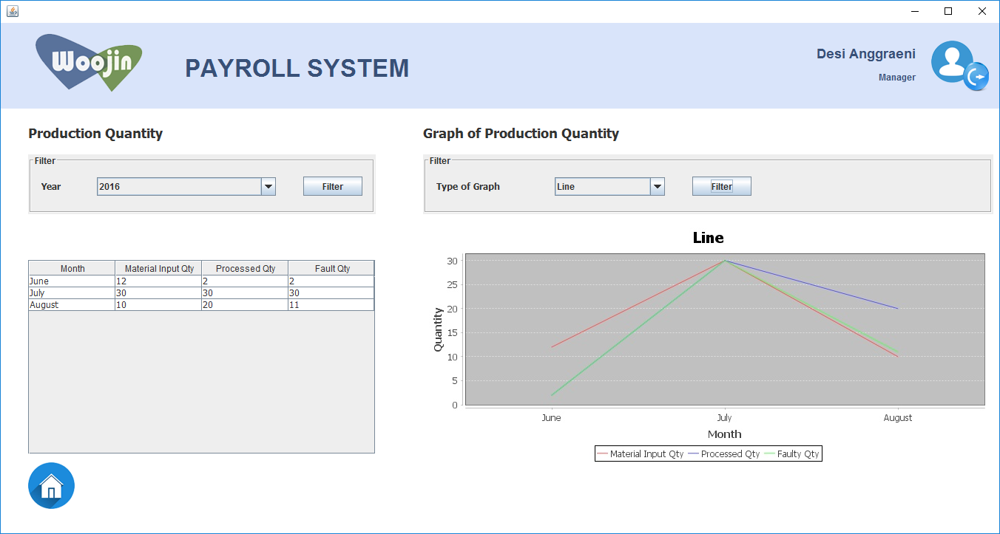 Woojin
PAYROLL SYSTEM
Desi Anggraeni
Manager
Production Quantity
Filter
Year 2016 Filter
Month Material Input Qty Processed Qty Fault Qty
June 12 2 2
July 30 30 30
August 10 20 11
Graph of Production Quantity
Filter
Type of Graph Line Filter
Line
Quantity
30
25
20
15
10
5
0
June July August
Month
Material Input Qty Processed Qty Faulty Qty